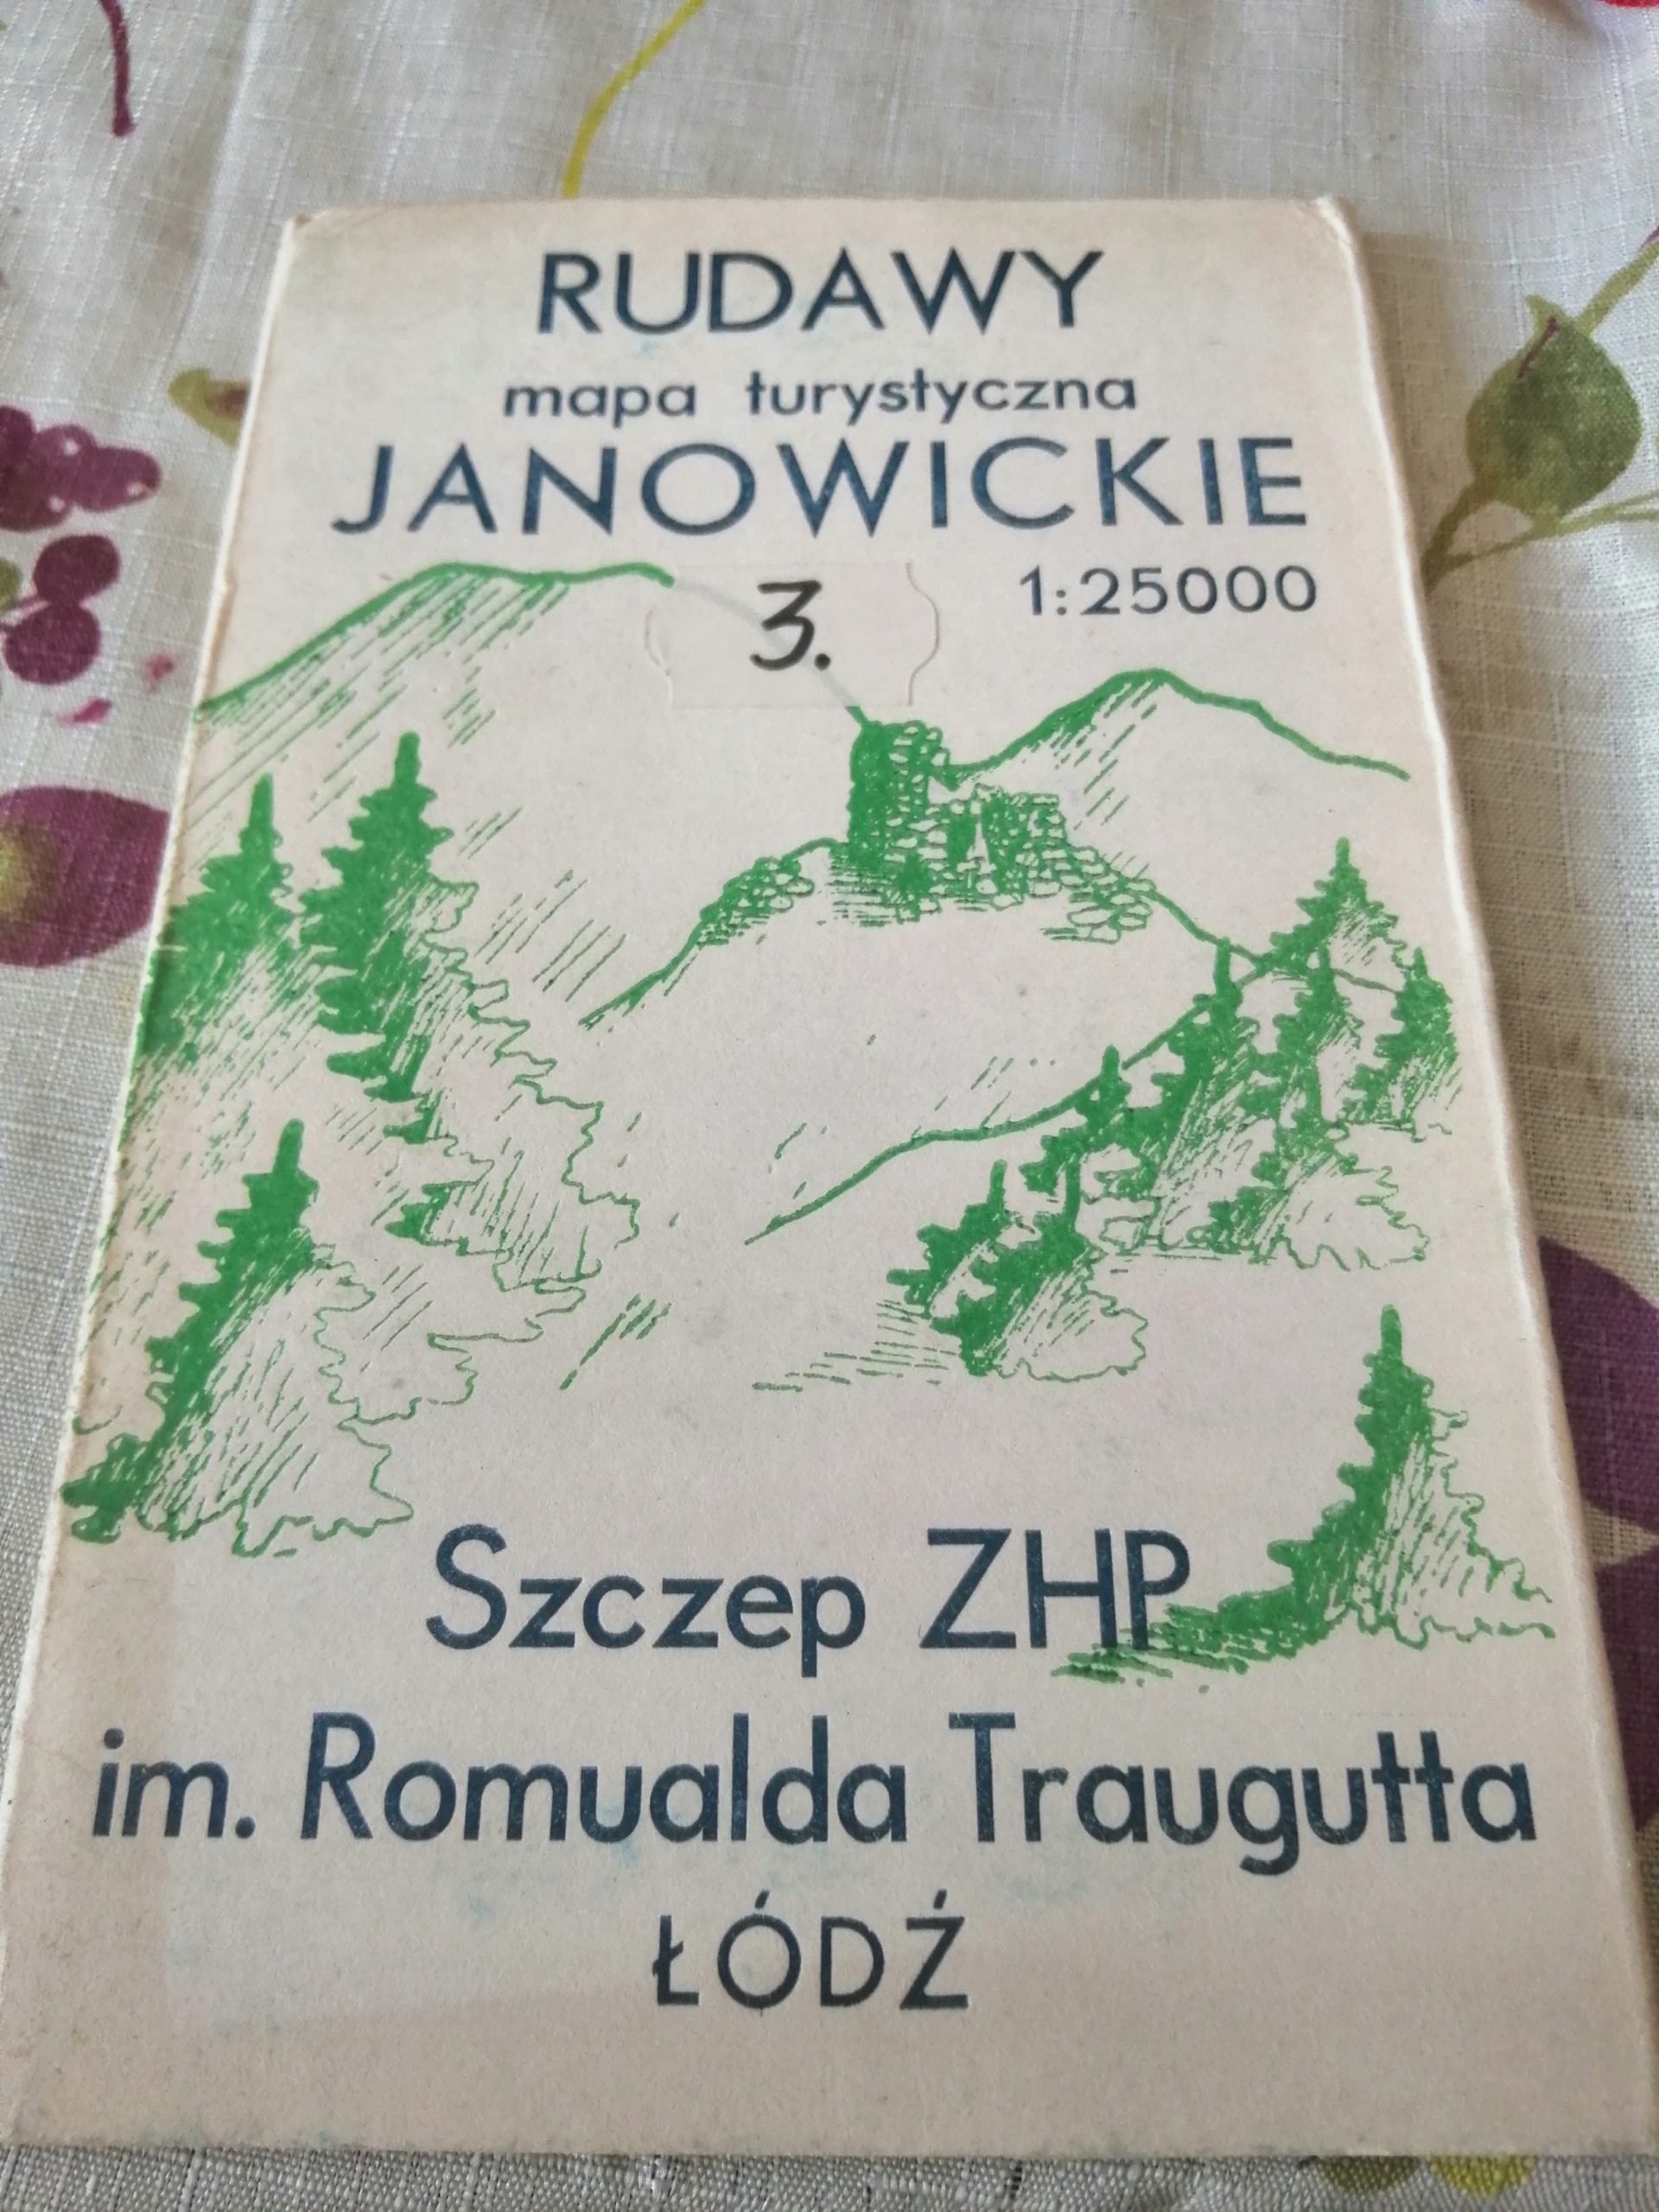 RUDAWY
mapa turystyczna
JANOWICKIE
1:25000
3.
Szczep ZHP
im. Romualda Traugutta
ŁÓDŹ